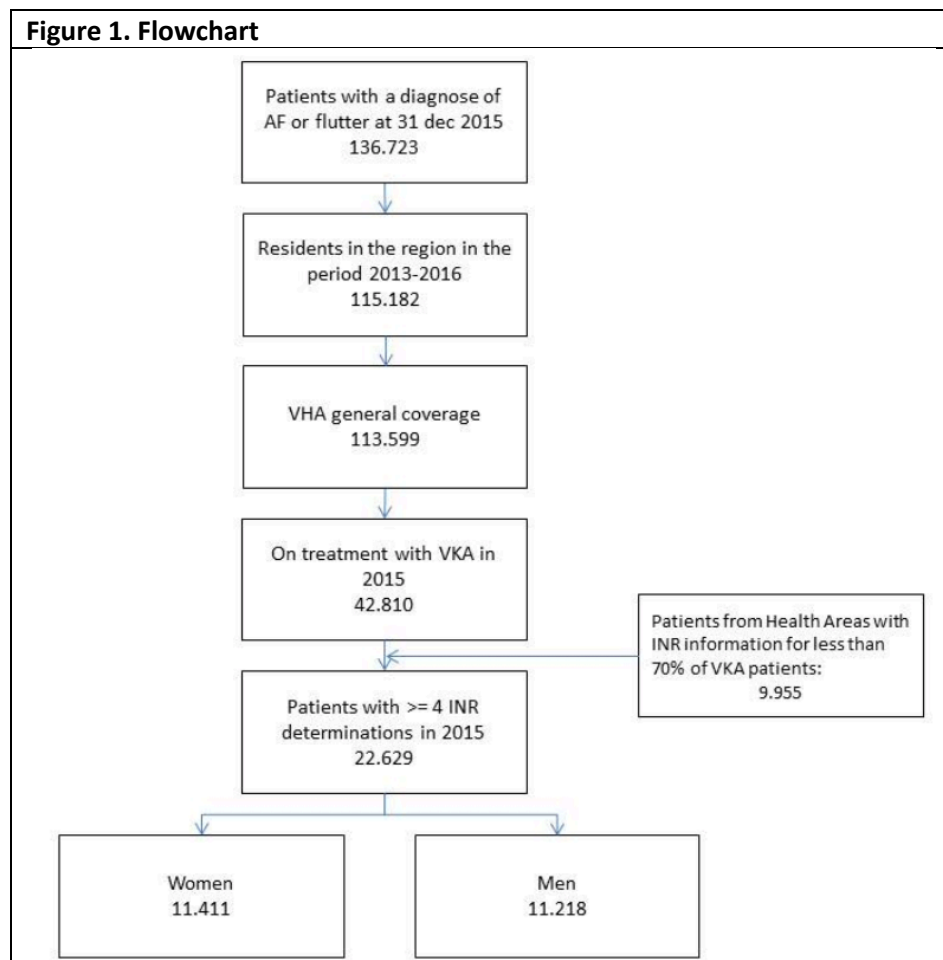 Figure 1. Flowchart
Patients with a diagnose of
AF or flutter at 31 dec 2015
136.723
Residents in the region in the
period 2013-2016
115.182
VHA general coverage
113.599
On treatment with VKA in
2015
42.810
Patients from Health Areas with
INR information for less than
70% of VKA patients:
9.955
Patients with >= 4 INR
determinations in 2015
22.629
Women
11.411
Men
11.218